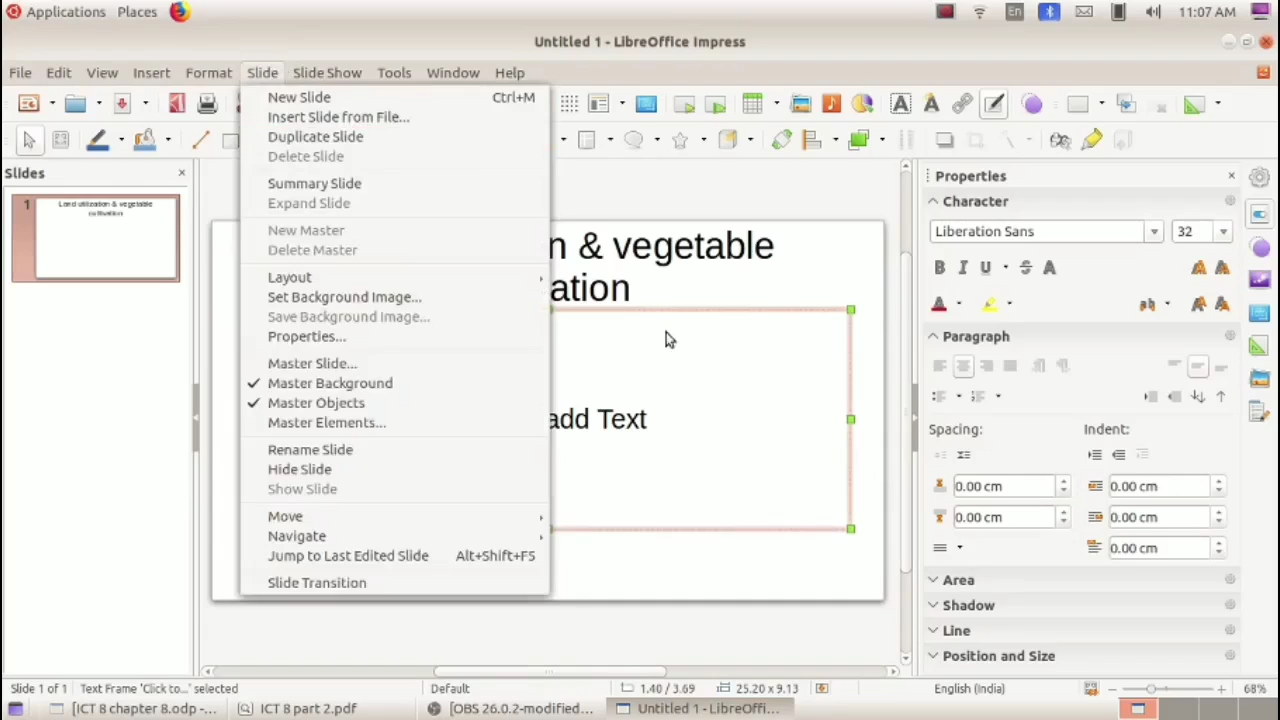 Applications Places En 11:07 AM
Untitled 1 - LibreOffice Impress
File Edit View Insert Format Slide Slide Show Tools Window Help
New Slide Ctrl+M
Insert Slide from File...
Duplicate Slide
Delete Slide
Summary Slide
Expand Slide
New Master
Delete Master
Layout
Set Background Image...
Save Background Image...
Properties...
Master Slide...
Master Background
Master Objects
Master Elements...
Rename Slide
Hide Slide
Show Slide
Move
Navigate
Jump to Last Edited Slide Alt+Shift+F5
Slide Transition
Slides
1
Land utilization & vegetable
cultivation
n & vegetable
ation
add Text
Properties
Character
Liberation Sans 32
Paragraph
Spacing: Indent:
0.00 cm 0.00 cm
0.00 cm 0.00 cm
0.00 cm
Area
Shadow
Line
Position and Size
Slide 1 of 1 Text Frame 'Click to...' selected Default 1.40 / 3.69 25.20 x 9.13 English (India) 68%
[ICT 8 chapter 8.odp -... ICT 8 part 2.pdf [OBS 26.0.2-modified... Untitled 1 - LibreOffi...